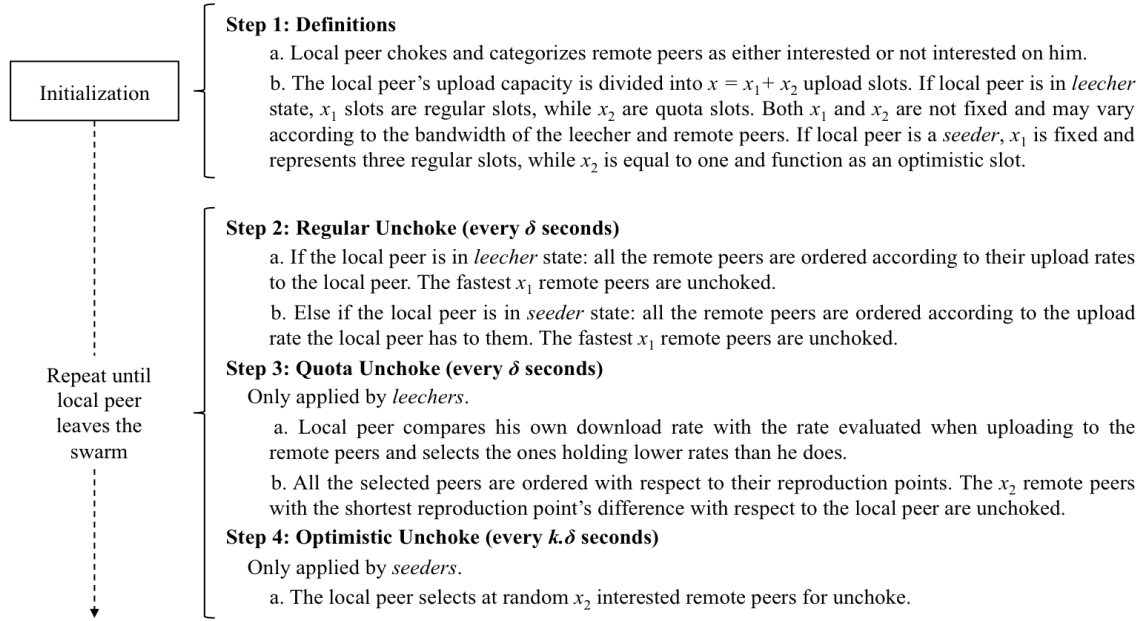 Initialization
Repeat until
local peer
leaves the
swarm
Step 1: Definitions
a. Local peer chokes and categorizes remote peers as either interested or not interested on him.
b. The local peer's upload capacity is divided into x = x₁+ x₂ upload slots. If local peer is in leecher
state, x₁ slots are regular slots, while x₂ are quota slots. Both x₁ and x₂ are not fixed and may vary
according to the bandwidth of the leecher and remote peers. If local peer is a seeder, x₁ is fixed and
represents three regular slots, while x₂ is equal to one and function as an optimistic slot.
Step 2: Regular Unchoke (every δ seconds)
a. If the local peer is in leecher state: all the remote peers are ordered according to their upload rates
to the local peer. The fastest x₁ remote peers are unchoked.
b. Else if the local peer is in seeder state: all the remote peers are ordered according to the upload
rate the local peer has to them. The fastest x₁ remote peers are unchoked.
Step 3: Quota Unchoke (every δ seconds)
Only applied by leechers.
a. Local peer compares his own download rate with the rate evaluated when uploading to the
remote peers and selects the ones holding lower rates than he does.
b. All the selected peers are ordered with respect to their reproduction points. The x₂ remote peers
with the shortest reproduction point's difference with respect to the local peer are unchoked.
Step 4: Optimistic Unchoke (every k.δ seconds)
Only applied by seeders.
a. The local peer selects at random x₂ interested remote peers for unchoke.